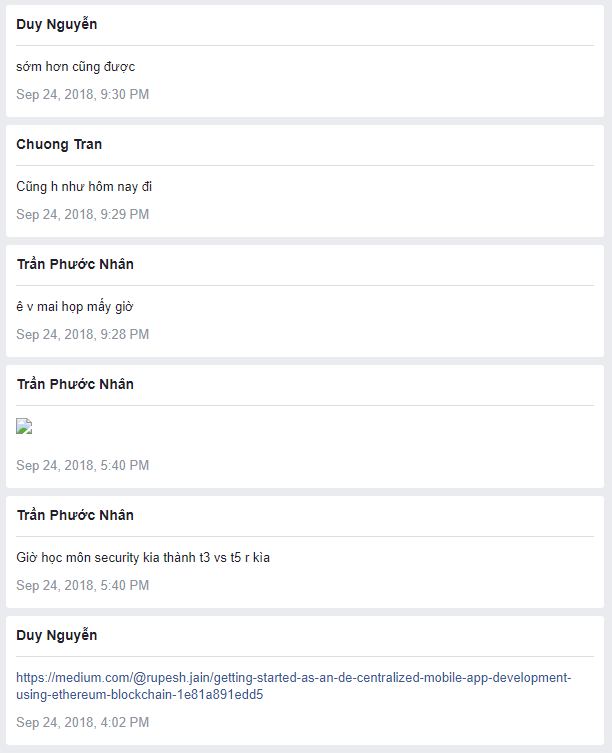 Duy Nguyễn
sớm hơn cũng được
Sep 24, 2018, 9:30 PM
Chuong Tran
Cũng h như hôm nay đi
Sep 24, 2018, 9:29 PM
Trần Phước Nhân
ê v mai họp mấy giờ
Sep 24, 2018, 9:28 PM
Trần Phước Nhân
Sep 24, 2018, 5:40 PM
Trần Phước Nhân
Giờ học môn security kia thành t3 vs t5 r kìa
Sep 24, 2018, 5:40 PM
Duy Nguyễn
https://medium.com/@rupesh.jain/getting-started-as-an-de-centralized-mobile-app-development-
using-ethereum-blockchain-1e81a891edd5
Sep 24, 2018, 4:02 PM